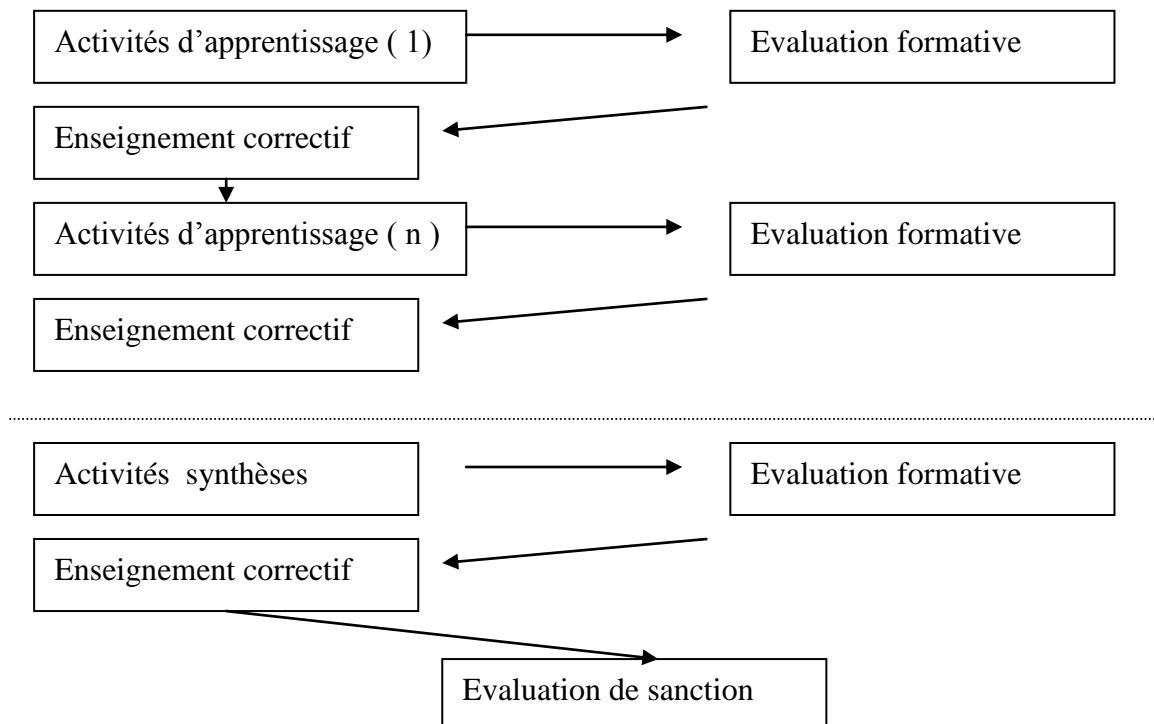 Activités d’apprentissage ( 1)
Evaluation formative
Enseignement correctif
Activités d’apprentissage ( n )
Evaluation formative
Enseignement correctif
Activités  synthèses
Evaluation formative
Enseignement correctif
Evaluation de sanction